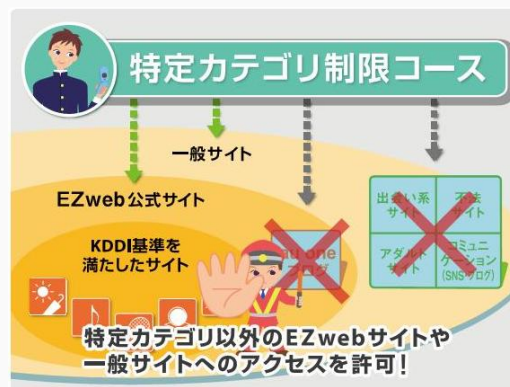 特定カテゴリ制限コース
一般サイト
EZweb公式サイト
KDDI基準を
満たしたサイト
au one
ブログ
出会い系
サイト
不法
サイト
アダルト
サイト
コミュニ
ケーション
(SNS・ブログ)
特定カテゴリ以外のEZwebサイトや
一般サイトへのアクセスを許可!